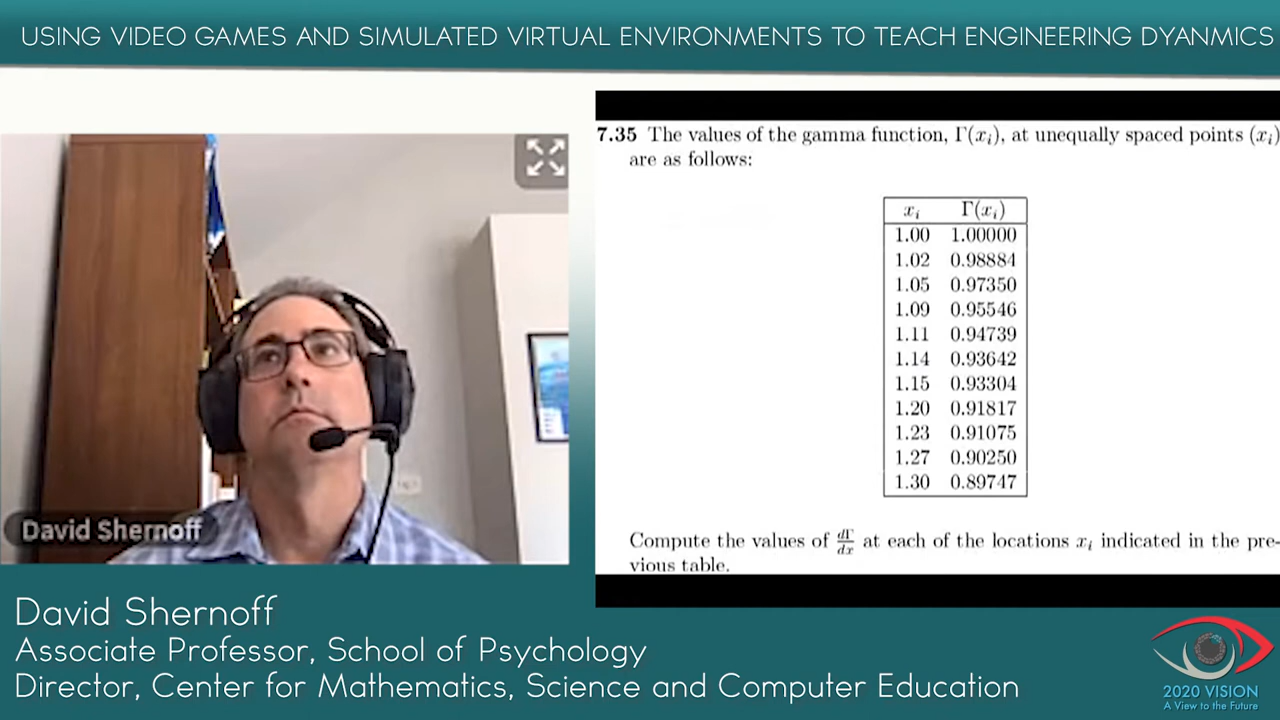 USING VIDEO GAMES AND SIMULATED VIRTUAL ENVIRONMENTS TO TEACH ENGINEERING DYANMICS
7.35 The values of the gamma function, Γ(xᵢ), at unequally spaced points (xᵢ)
are as follows:
xᵢ Γ(xᵢ)
1.00 1.00000
1.02 0.98884
1.05 0.97350
1.09 0.95546
1.11 0.94739
1.14 0.93642
1.15 0.93304
1.20 0.91817
1.23 0.91075
1.27 0.90250
1.30 0.89747
Compute the values of dΓ/dx at each of the locations xᵢ indicated in the pre-
vious table.
David Shernoff
David Shernoff
Associate Professor, School of Psychology
Director, Center for Mathematics, Science and Computer Education
2020 VISION
A View to the Future